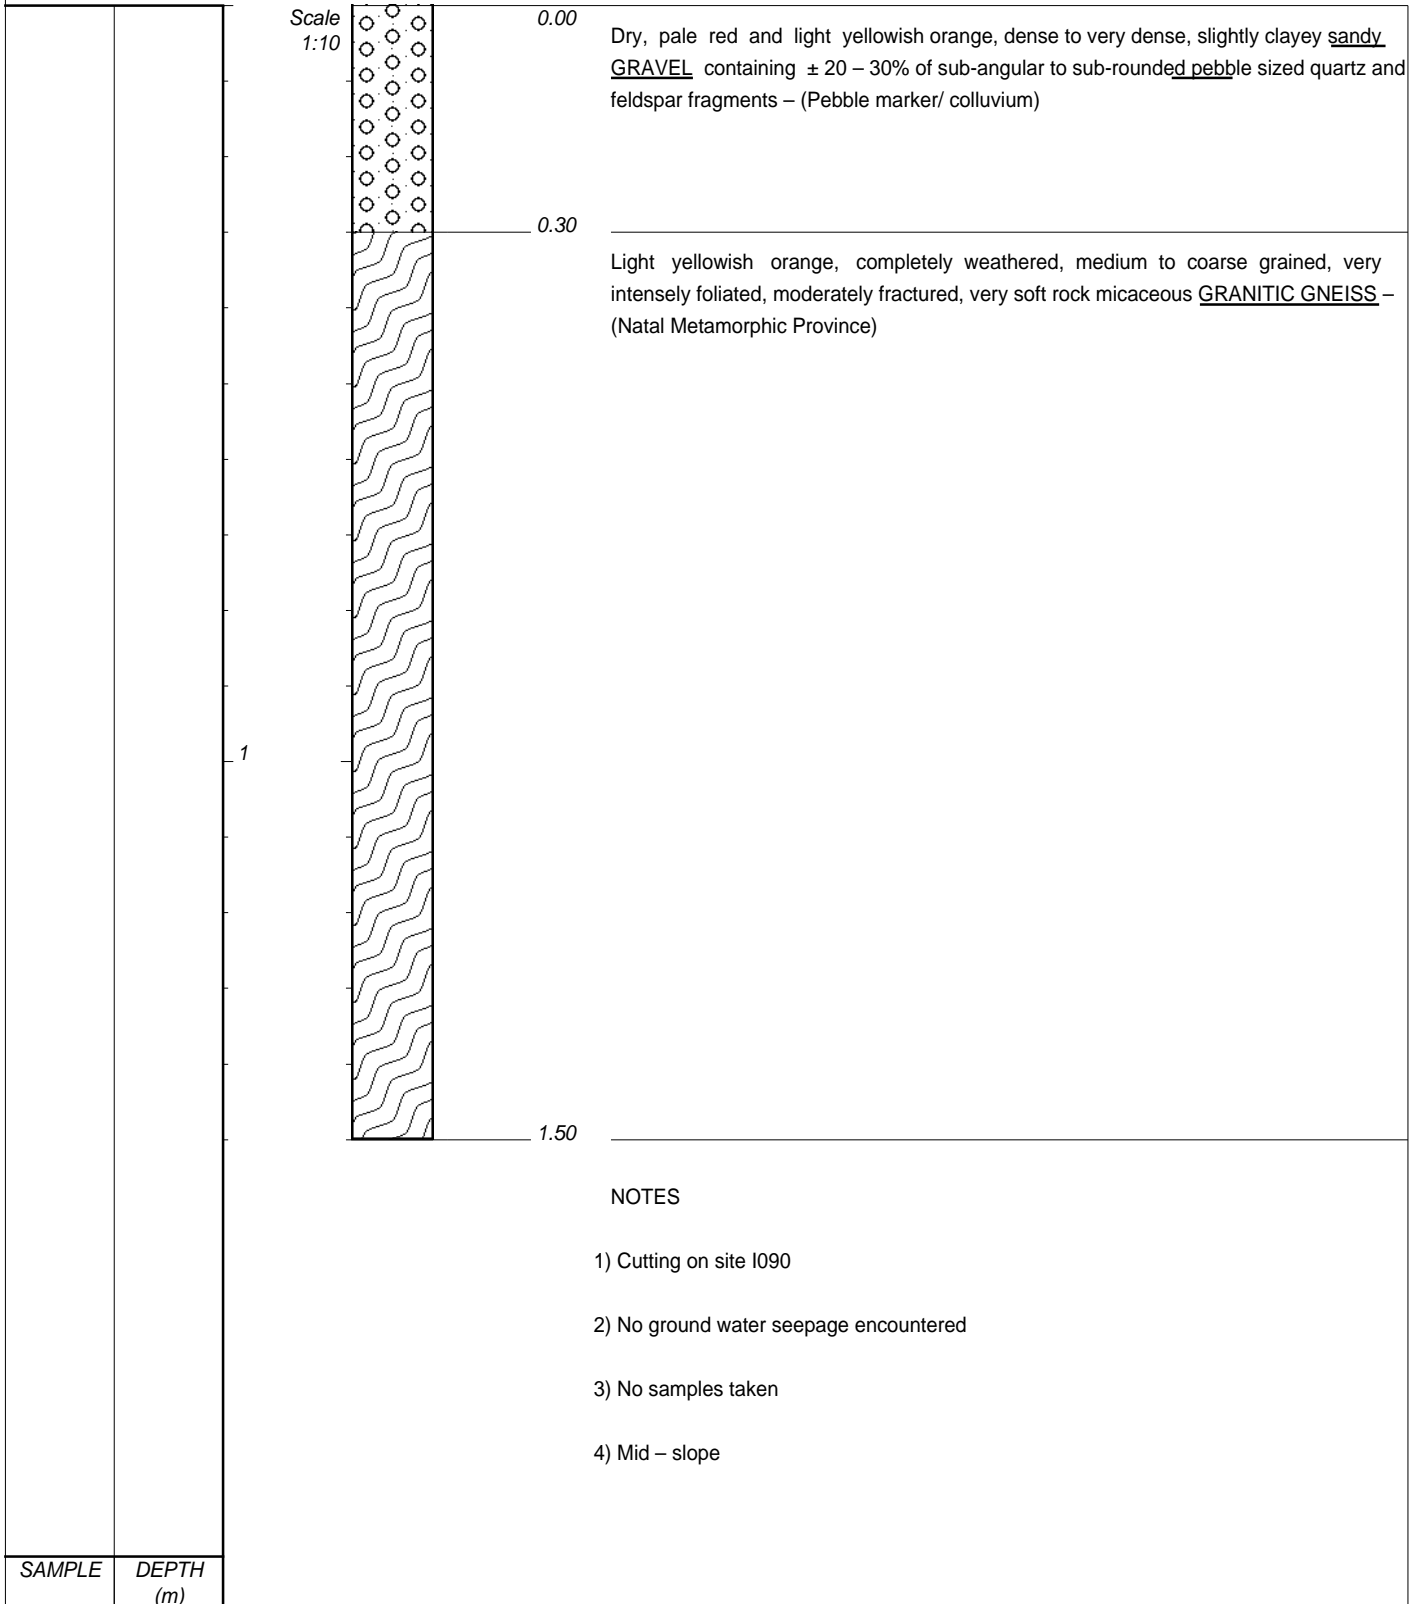 Scale
1:10
0.00
Dry, pale red and light yellowish orange, dense to very dense, slightly clayey sandy
GRAVEL containing ± 20 – 30% of sub-angular to sub-rounded pebble sized quartz and
feldspar fragments – (Pebble marker/ colluvium)
0.30
Light yellowish orange, completely weathered, medium to coarse grained, very
intensely foliated, moderately fractured, very soft rock micaceous GRANITIC GNEISS –
(Natal Metamorphic Province)
1
1.50
NOTES
1) Cutting on site I090
2) No ground water seepage encountered
3) No samples taken
4) Mid – slope
SAMPLE DEPTH
(m)